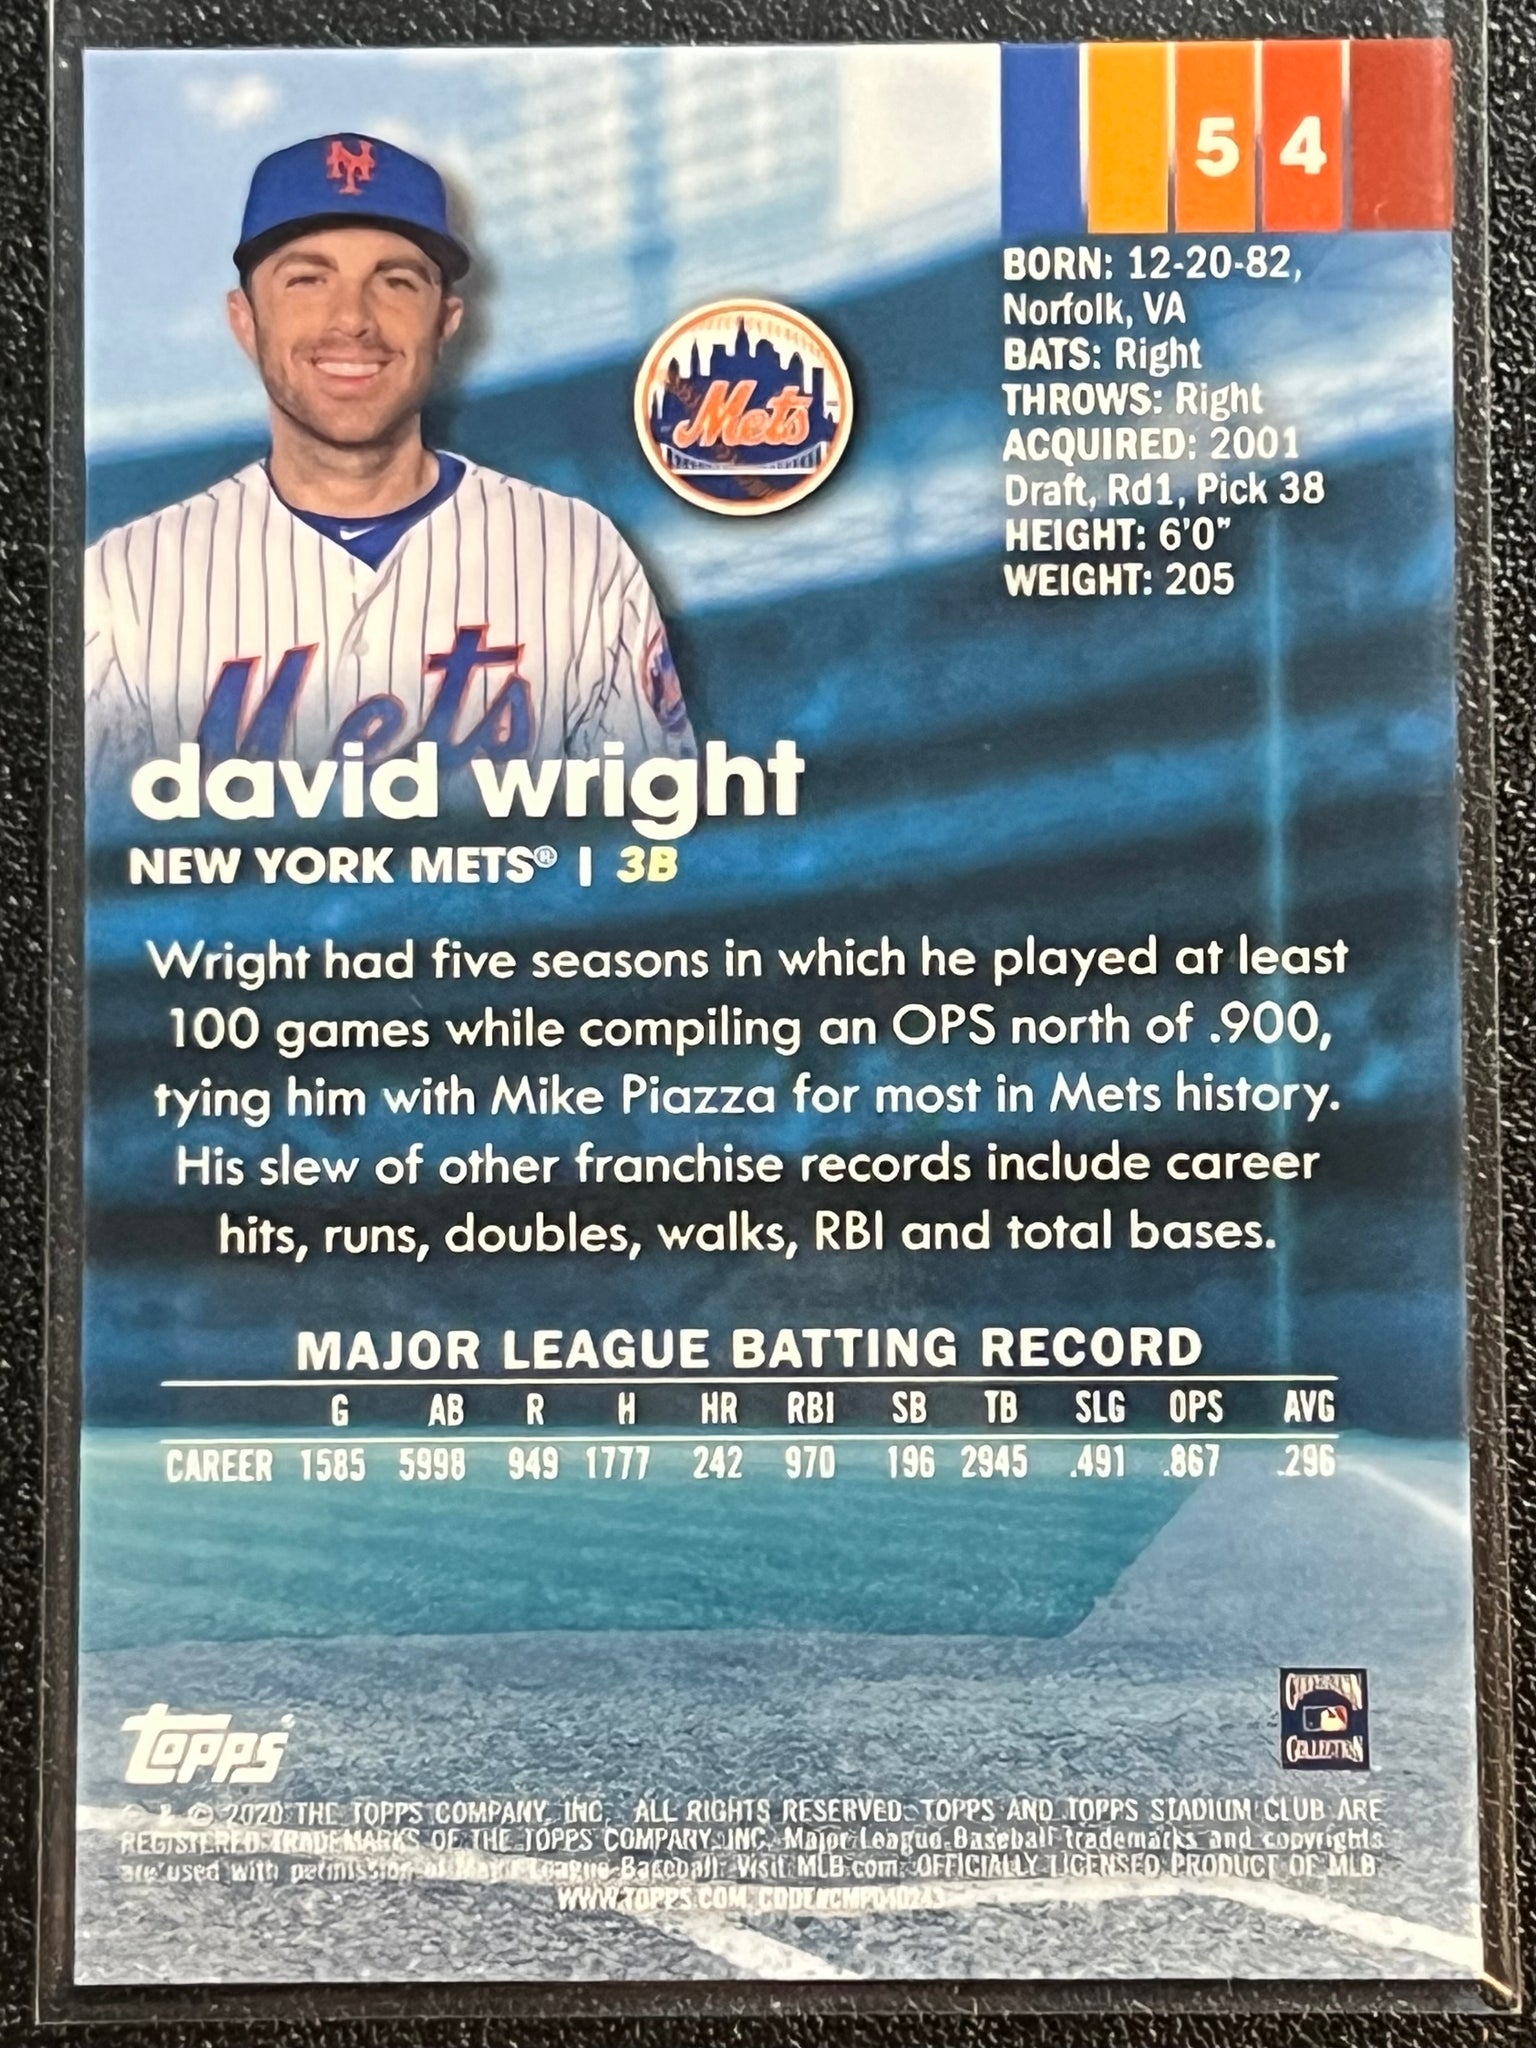 NY
5 4
BORN: 12-20-82,
Norfolk, VA
BATS: Right
THROWS: Right
ACQUIRED: 2001
Draft, Rd1, Pick 38
HEIGHT: 6'0"
WEIGHT: 205
Mets
Mets
david wright
NEW YORK METS® | 3B
Wright had five seasons in which he played at least
100 games while compiling an OPS north of .900,
tying him with Mike Piazza for most in Mets history.
His slew of other franchise records include career
hits, runs, doubles, walks, RBI and total bases.
MAJOR LEAGUE BATTING RECORD
G AB R H HR RBI SB TB SLG OPS AVG
CAREER 1585 5998 949 1777 242 970 196 2945 .491 .867 .296
COLLECTION
topps
& © 2020 THE TOPPS COMPANY, INC. ALL RIGHTS RESERVED. TOPPS AND TOPPS STADIUM CLUB ARE
REGISTERED TRADEMARKS OF THE TOPPS COMPANY, INC. Major League Baseball trademarks and copyrights
are used with permission of Major League Baseball. Visit MLB.com. OFFICIALLY LICENSED PRODUCT OF MLB
WWW.TOPPS.COM